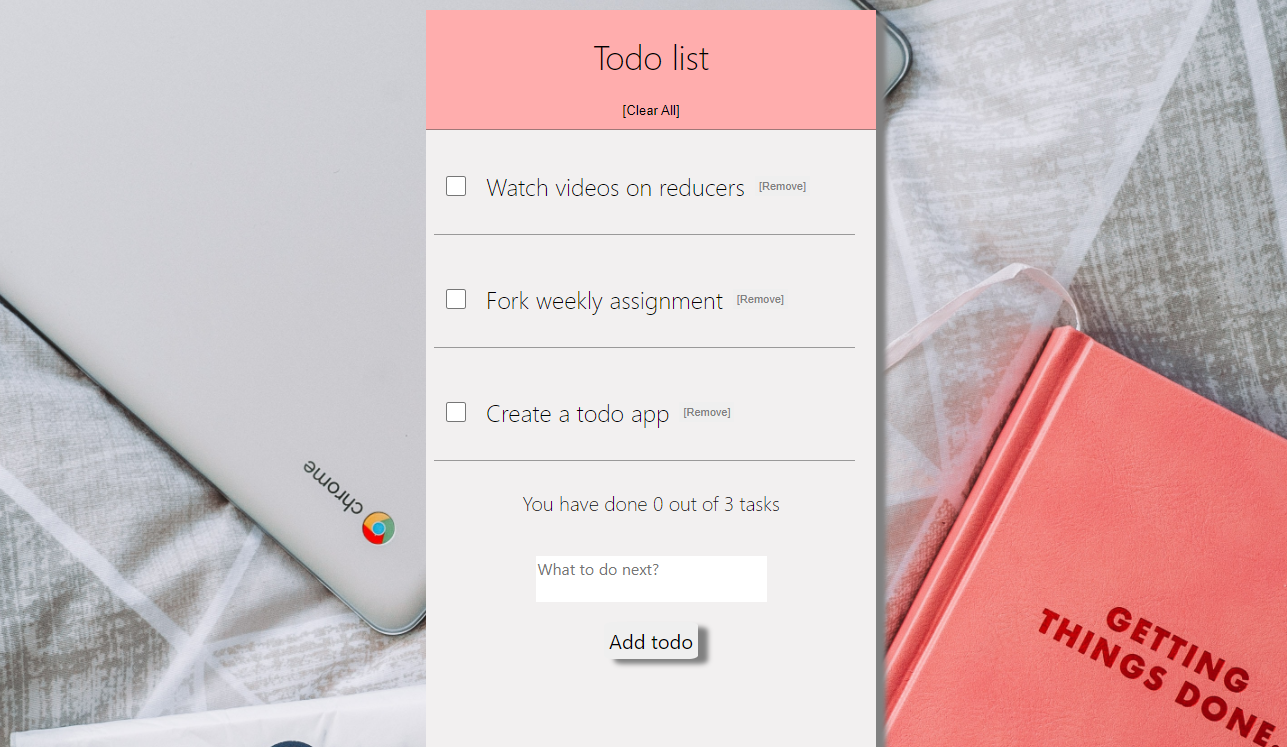 Todo list
[Clear All]
Watch videos on reducers [Remove]
Fork weekly assignment [Remove]
Create a todo app [Remove]
You have done 0 out of 3 tasks
What to do next?
Add todo
chrome
GETTING
THINGS DONE.